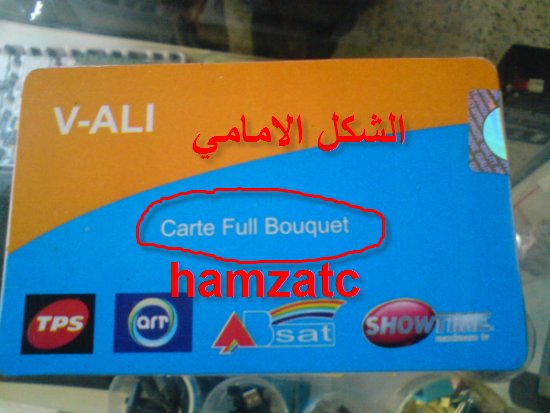 V-ALI
الشكل الامامي
Carte Full Bouquet
hamzatc
TPS
art
ABsat
SHOWTIME